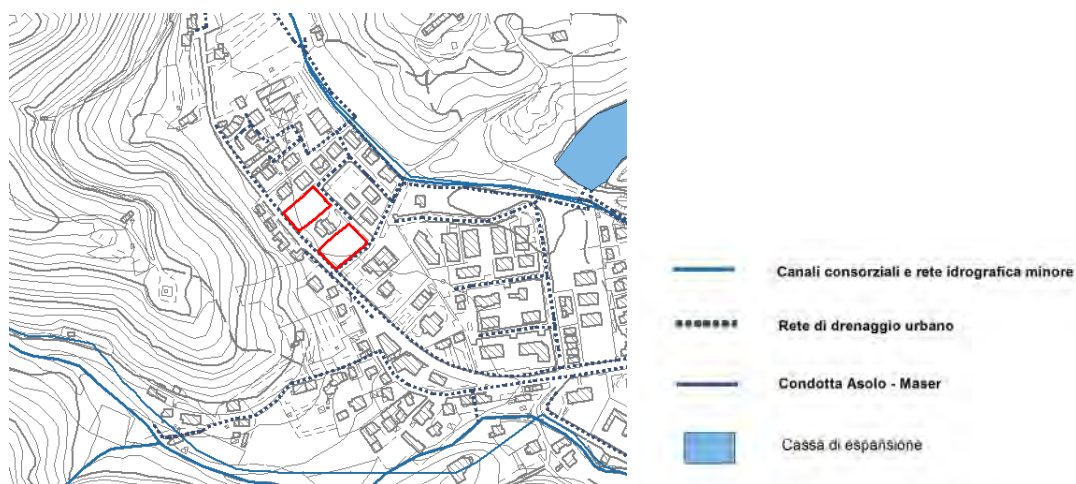 Canali consorziali e rete idrografica minore
Rete di drenaggio urbano
Condotta Asolo - Maser
Cassa di espansione